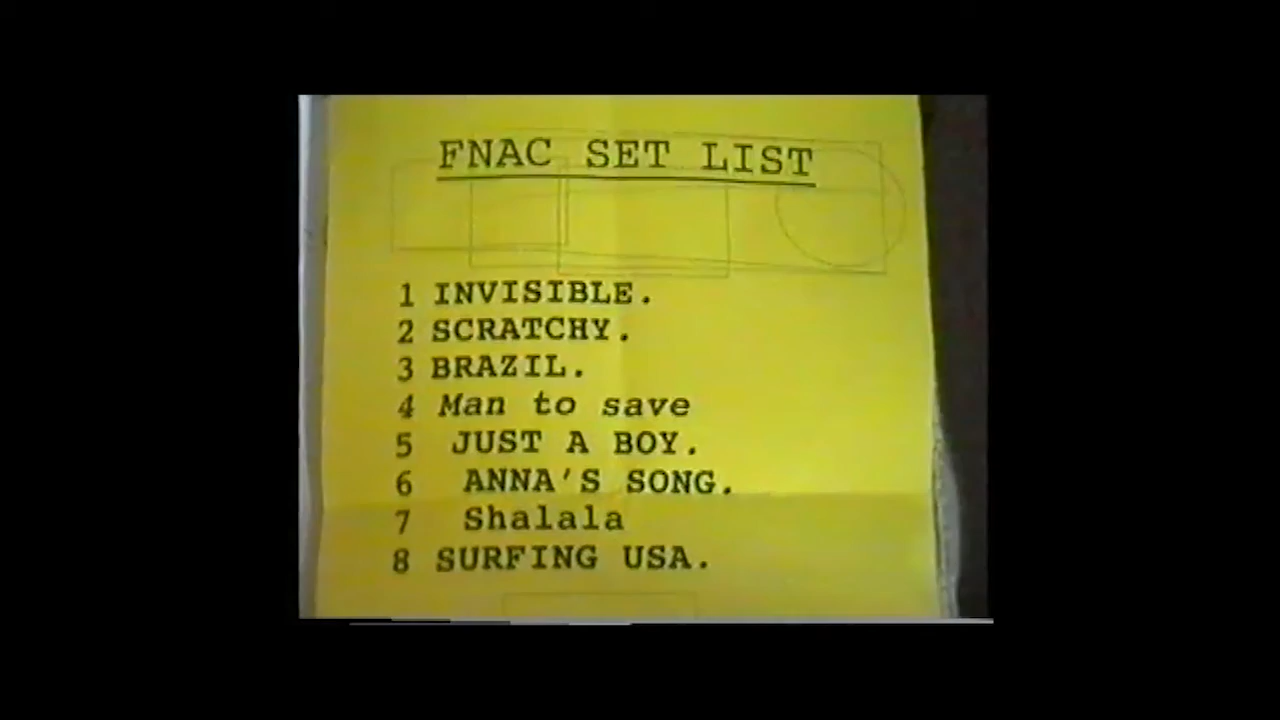 FNAC SET LIST
1 INVISIBLE.
2 SCRATCHY.
3 BRAZIL.
4 Man to save
5 JUST A BOY.
6 ANNA'S SONG.
7 Shalala
8 SURFING USA.